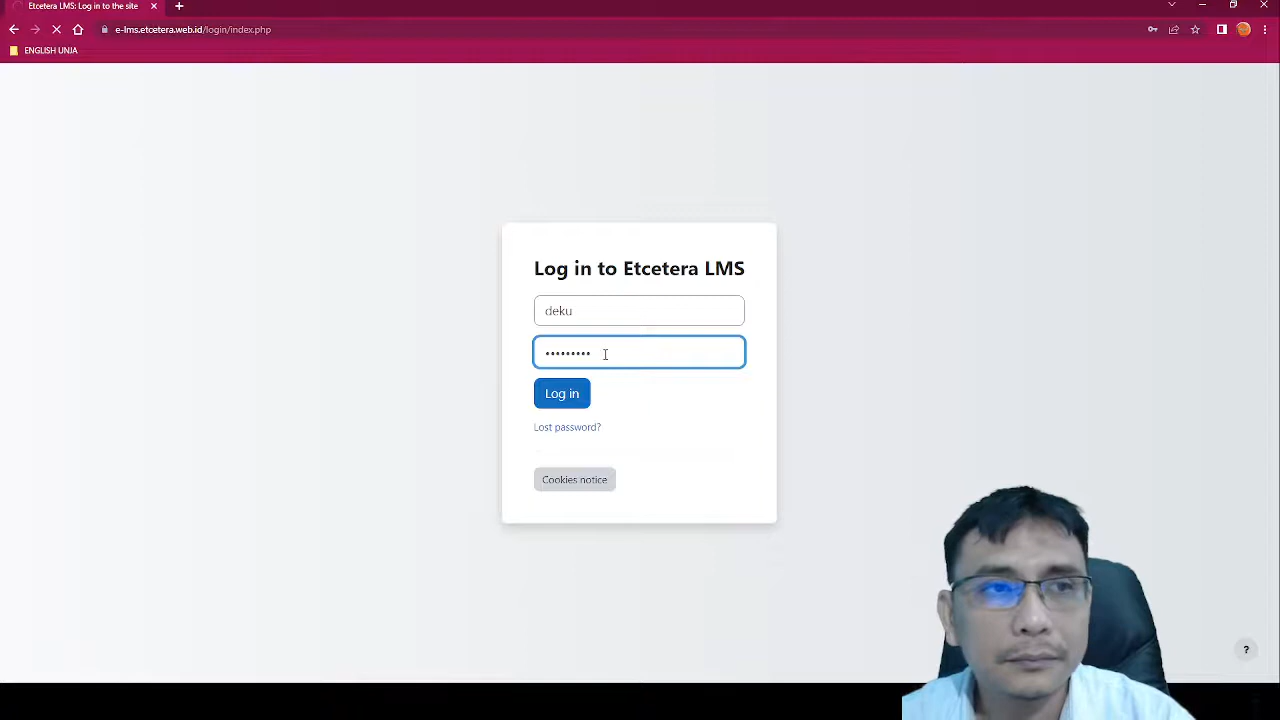 Etcetera LMS: Log in to the site
e-lms.etcetera.web.id/login/index.php
ENGLISH UNJA
Log in to Etcetera LMS
deku
•••••••••
Log in
Lost password?
Cookies notice
?